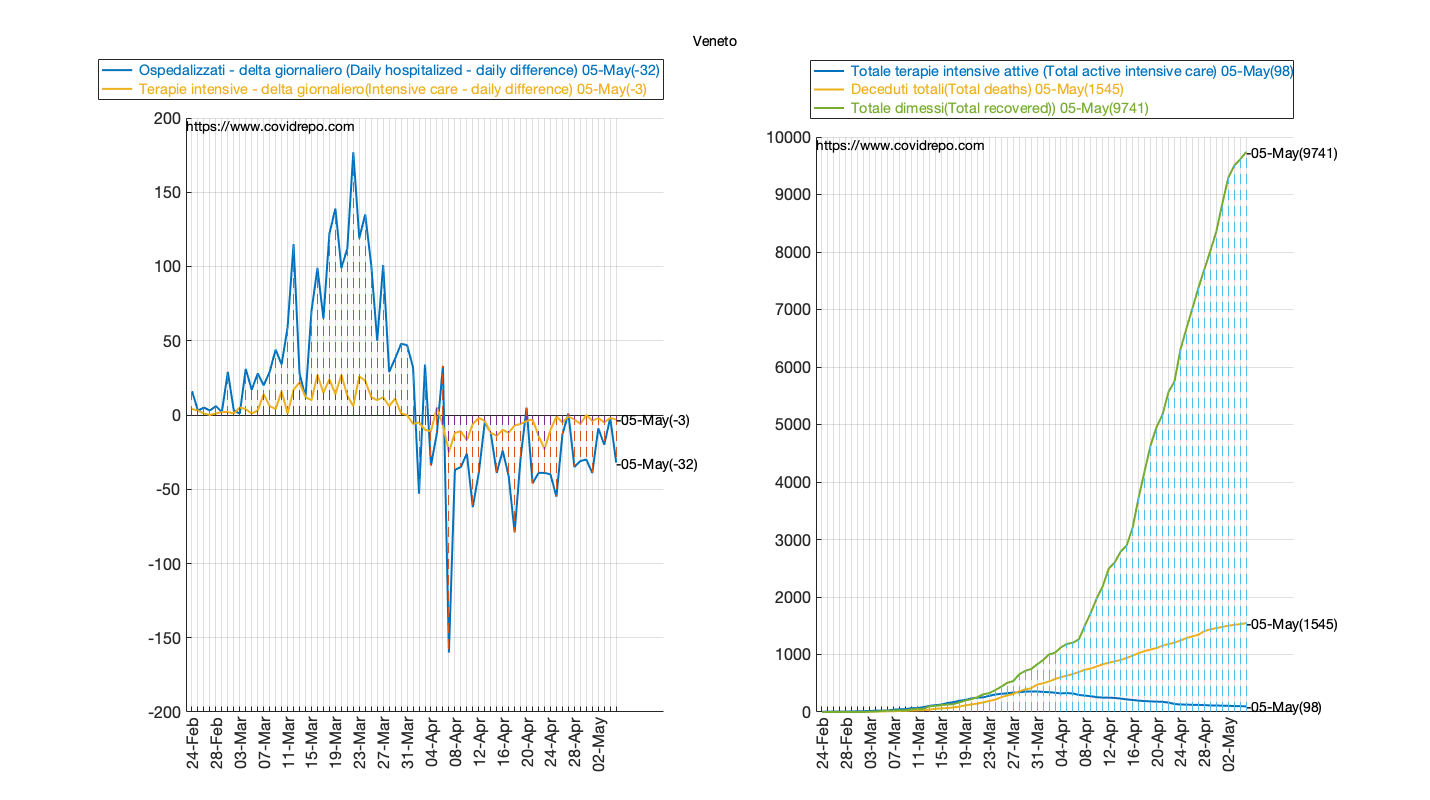 Veneto
Ospedalizzati - delta giornaliero (Daily hospitalized - daily difference) 05-May(-32)
Terapie intensive - delta giornaliero(Intensive care - daily difference) 05-May(-3)
https://www.covidrepo.com
200
150
100
50
0
-50
-100
-150
-200
-05-May(-3)
-05-May(-32)
24-Feb
28-Feb
03-Mar
07-Mar
11-Mar
15-Mar
19-Mar
23-Mar
27-Mar
31-Mar
04-Apr
08-Apr
12-Apr
16-Apr
20-Apr
24-Apr
28-Apr
02-May
Totale terapie intensive attive (Total active intensive care) 05-May(98)
Deceduti totali(Total deaths) 05-May(1545)
Totale dimessi(Total recovered)) 05-May(9741)
https://www.covidrepo.com
10000
9000
8000
7000
6000
5000
4000
3000
2000
1000
0
-05-May(9741)
-05-May(1545)
-05-May(98)
24-Feb
28-Feb
03-Mar
07-Mar
11-Mar
15-Mar
19-Mar
23-Mar
27-Mar
31-Mar
04-Apr
08-Apr
12-Apr
16-Apr
20-Apr
24-Apr
28-Apr
02-May